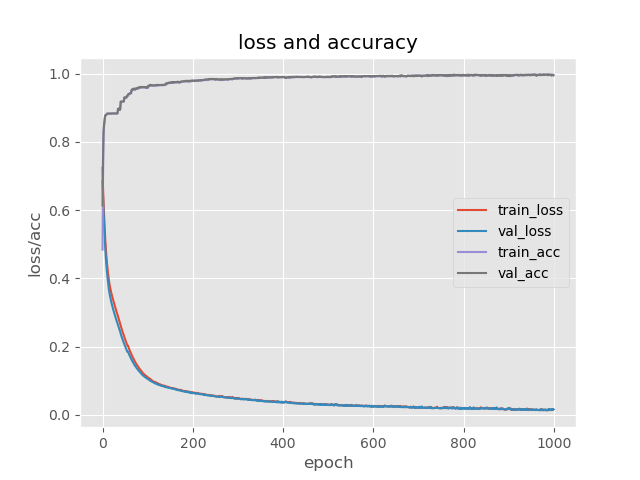 loss and accuracy
1.0
0.8
0.6
0.4
0.2
0.0
loss/acc
train_loss
val_loss
train_acc
val_acc
0 200 400 600 800 1000
epoch